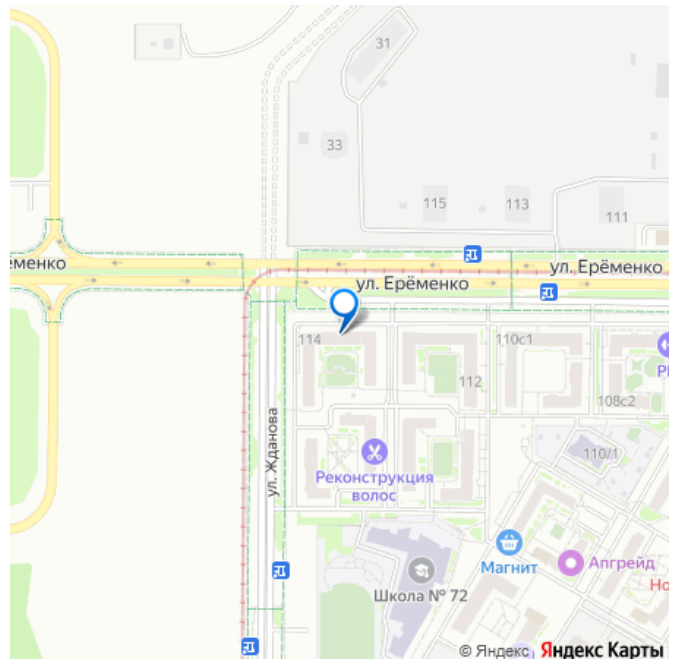 31
33
115
113
111
ул. Ерёменко
еменко
ул. Ерёменко
114
110с1
112
108с2
ул. Жданова
110/1
Реконструкция
волос
Магнит
Апгрейд
Школа № 72
© Яндекс Яндекс Карты